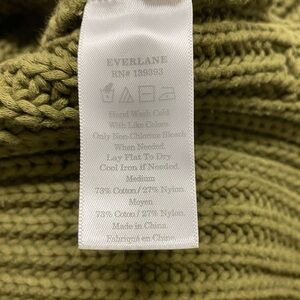 EVERLANE
RN# 139393
Hand Wash Cold
With Like Colors.
Only Non-Chlorine Bleach
When Needed.
Lay Flat To Dry.
Cool Iron if Needed.
Medium
73% Cotton / 27% Nylon.
Moyen
73% Coton / 27% Nylon.
Made in China.
Fabriqué en Chine.